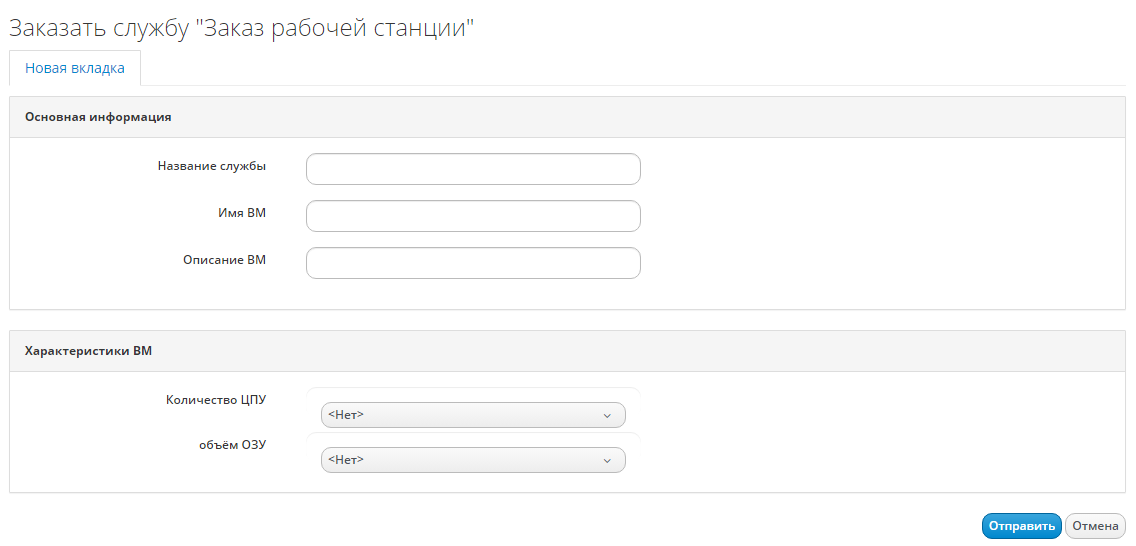 Заказать службу "Заказ рабочей станции"
Новая вкладка
Основная информация
Название службы
Имя ВМ
Описание ВМ
Характеристики ВМ
Количество ЦПУ
<Нет>
объём ОЗУ
<Нет>
Отправить Отмена